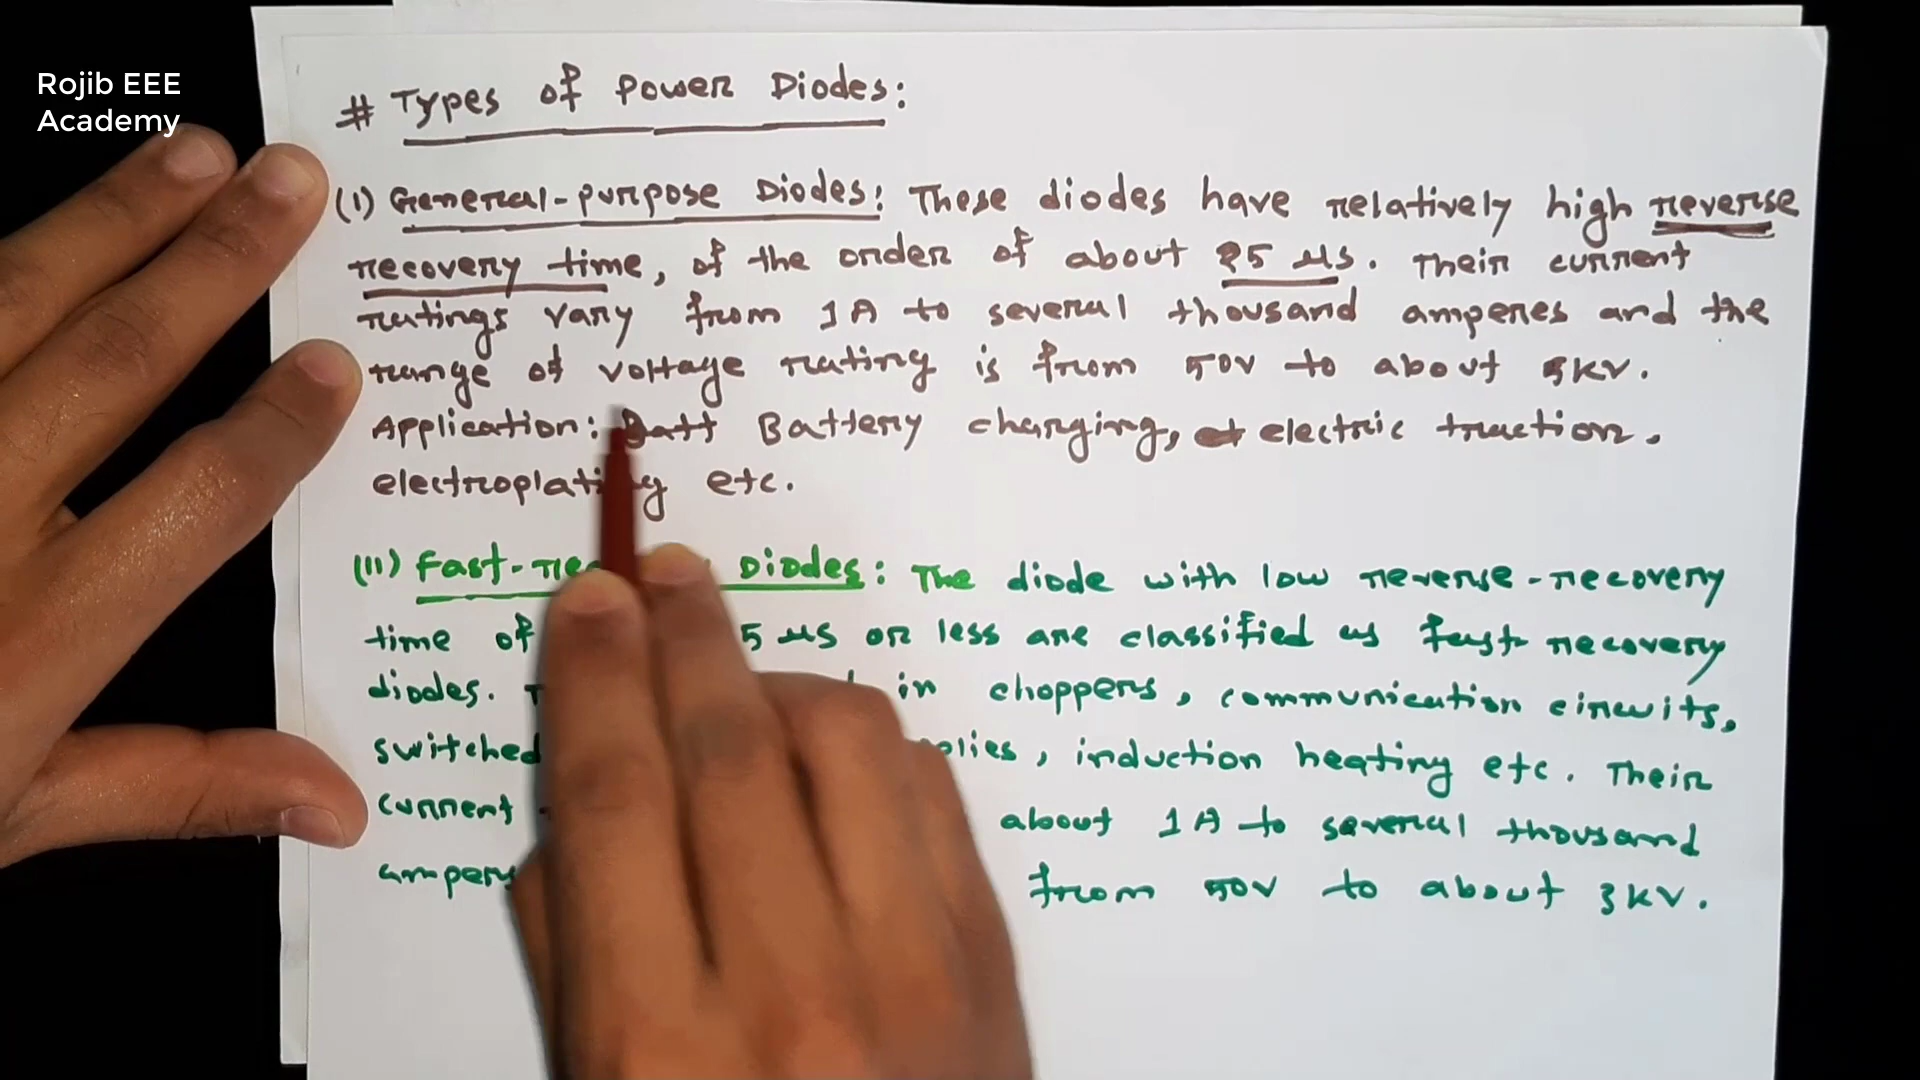 Rojib EEE
Academy
# Types of Power Diodes:
(I) General-purpose Diodes: These diodes have relatively high reverse
recovery time, of the order of about 25 μs. Their current
ratings vary from 1A to several thousand amperes and the
range of voltage rating is from 50V to about 5KV.
Application: Batt Battery charging, electric traction.
electroplating etc.
(II) Fast- Diodes: The diode with low reverse-recovery
time of 5 μs or less are classified as fast recovery
diodes. in choppers, communication circuits,
switched induction heating etc. Their
current about 1A to several thousand
from 50V to about 3KV.